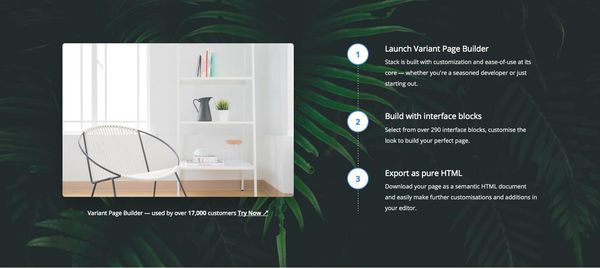 Variant Page Builder — used by over 17,000 customers Try Now ↗
1
Launch Variant Page Builder
Stack is built with customization and ease-of-use at its
core — whether you're a seasoned developer or just
starting out.
2
Build with interface blocks
Select from over 290 interface blocks, customise the
look to build your perfect page.
3
Export as pure HTML
Download your page as a semantic HTML document
and easily make further customisations and additions in
your editor.